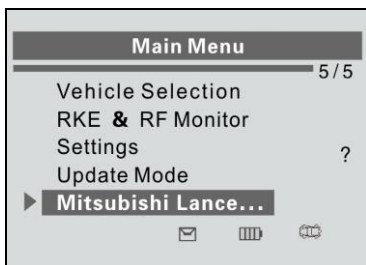 Main Menu
5/5
Vehicle Selection
RKE & RF Monitor
Settings
?
Update Mode
Mitsubishi Lance...